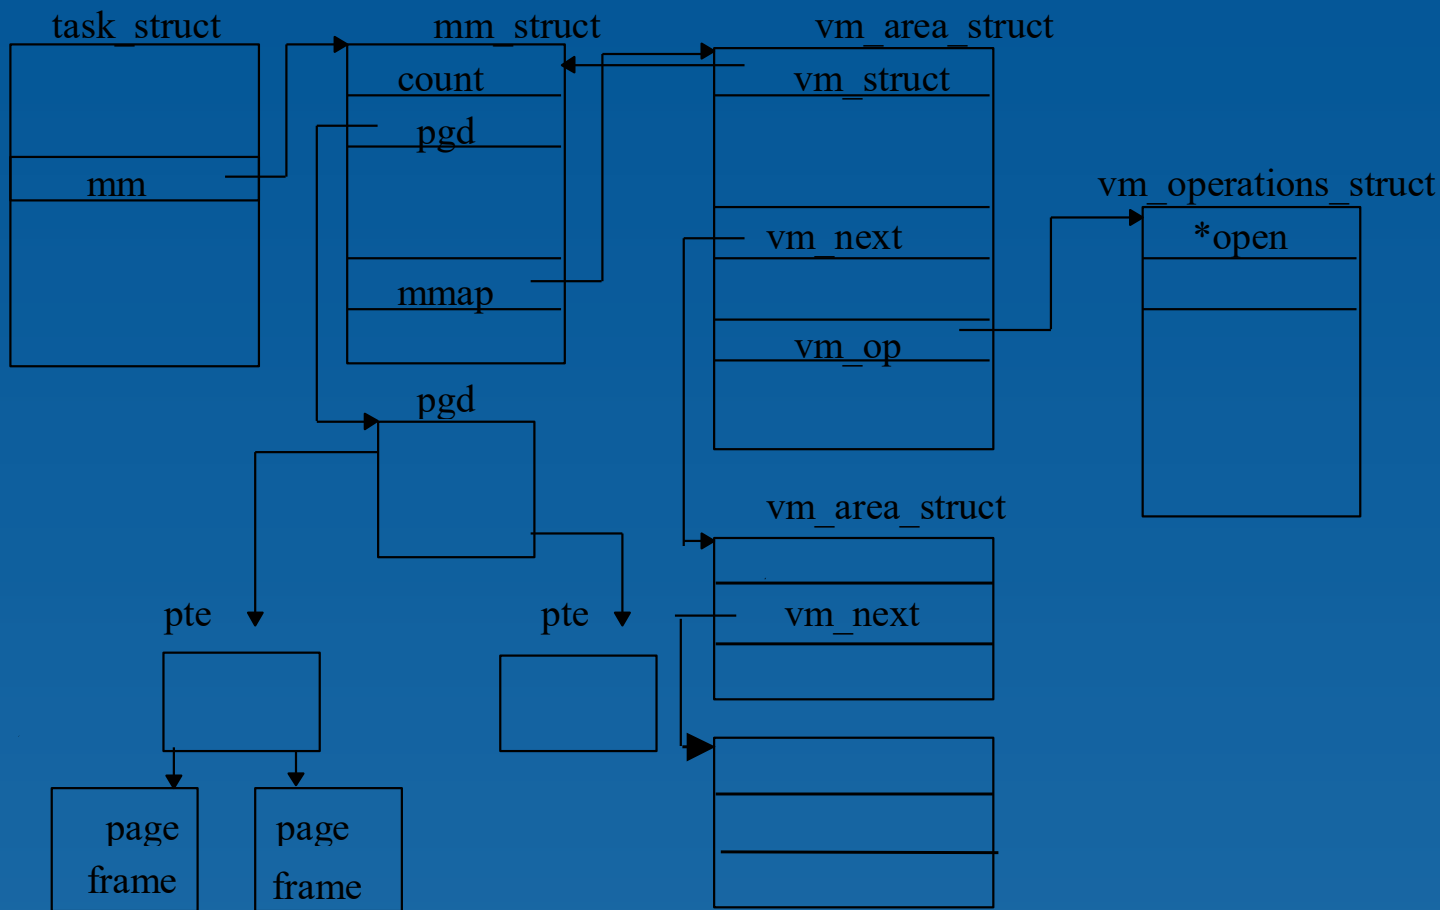 task_struct
mm_struct
vm_area_struct
count
vm_struct
pgd
mm
vm_operations_struct
vm_next
*open
mmap
vm_op
pgd
vm_area_struct
pte
pte
vm_next
page
frame
page
frame